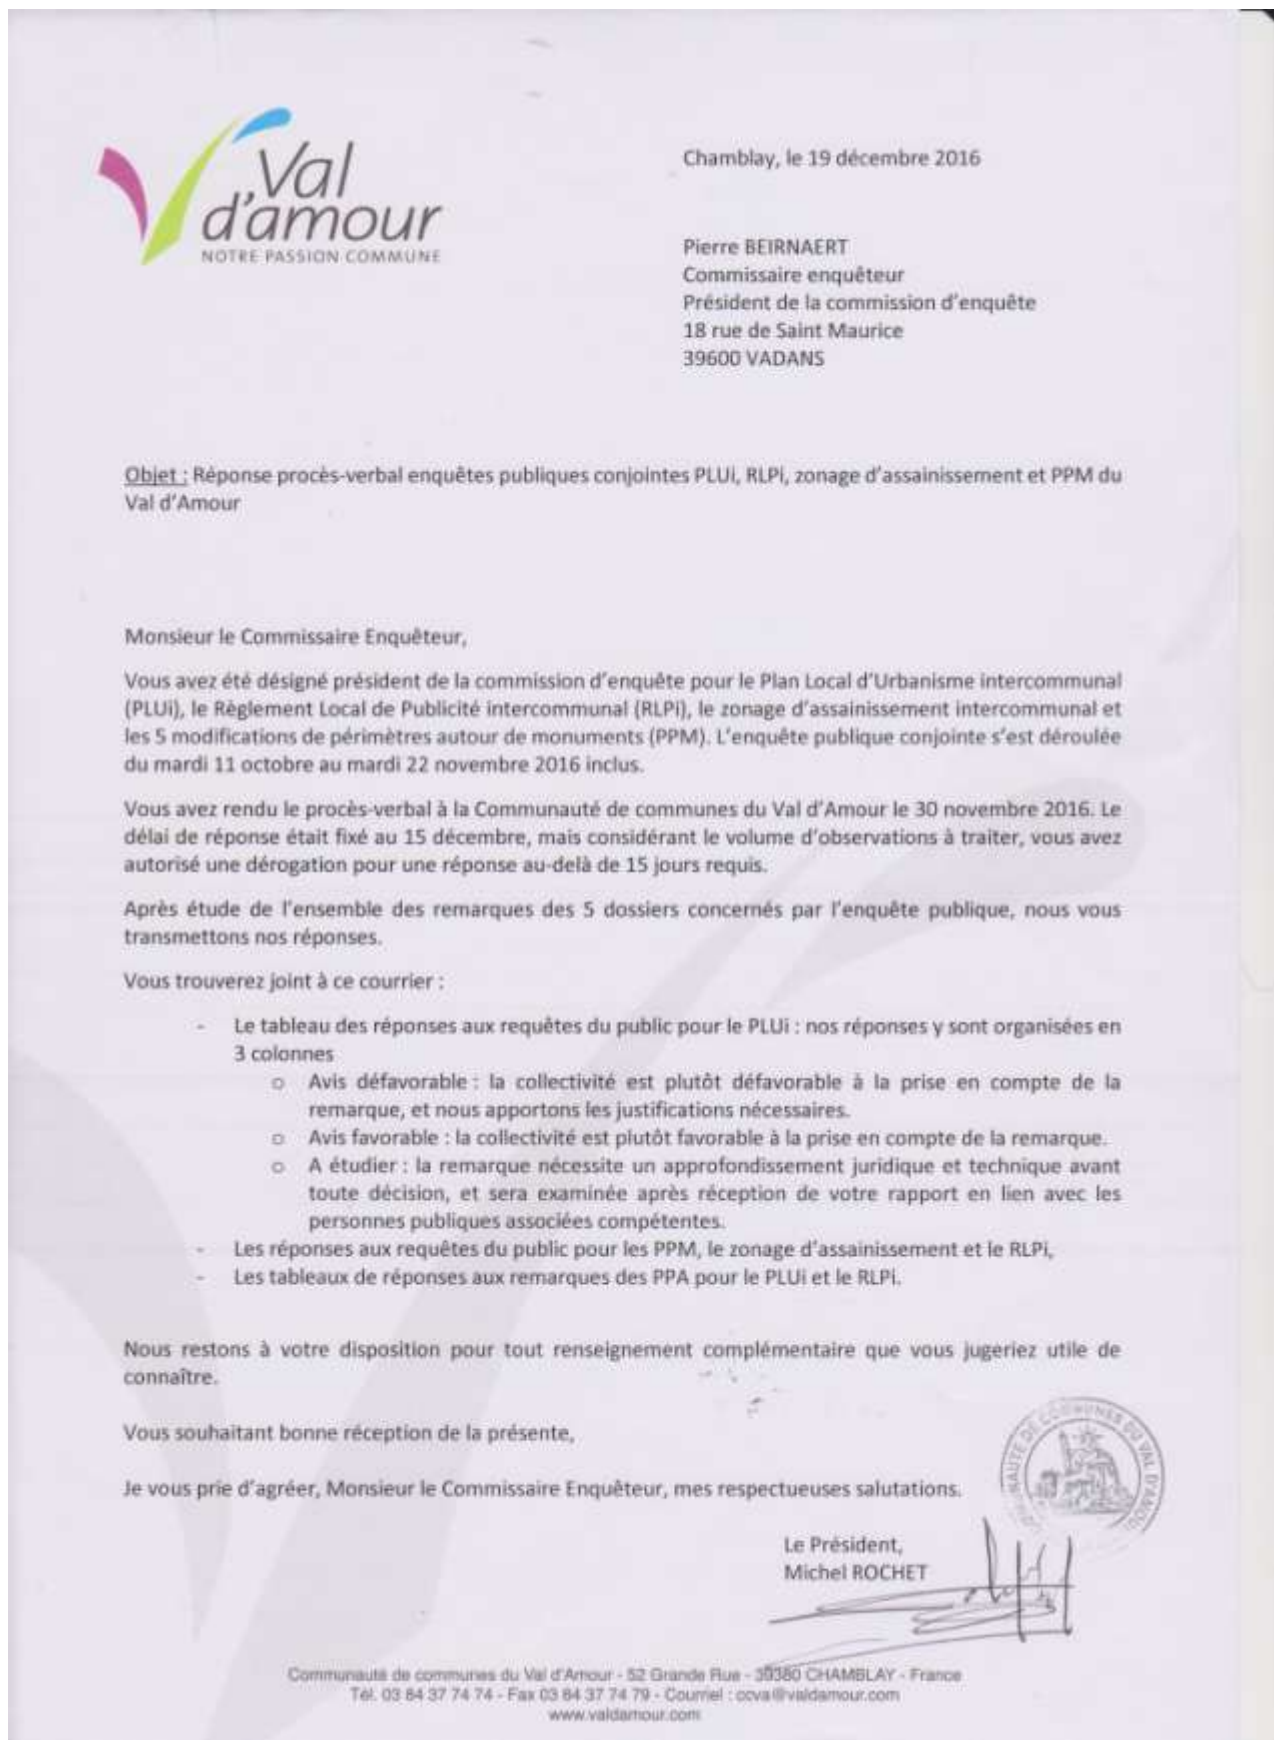 Val
d'amour
NOTRE PASSION COMMUNE
Chamblay, le 19 décembre 2016
Pierre BEIRNAERT
Commissaire enquêteur
Président de la commission d'enquête
18 rue de Saint Maurice
39600 VADANS
Objet : Réponse procès-verbal enquêtes publiques conjointes PLUi, RLPi, zonage d'assainissement et PPM du
Val d'Amour
Monsieur le Commissaire Enquêteur,
Vous avez été désigné président de la commission d'enquête pour le Plan Local d'Urbanisme intercommunal
(PLUi), le Règlement Local de Publicité intercommunal (RLPi), le zonage d'assainissement intercommunal et
les 5 modifications de périmètres autour de monuments (PPM). L'enquête publique conjointe s'est déroulée
du mardi 11 octobre au mardi 22 novembre 2016 inclus.
Vous avez rendu le procès-verbal à la Communauté de communes du Val d'Amour le 30 novembre 2016. Le
délai de réponse était fixé au 15 décembre, mais considérant le volume d'observations à traiter, vous avez
autorisé une dérogation pour une réponse au-delà de 15 jours requis.
Après étude de l'ensemble des remarques des 5 dossiers concernés par l'enquête publique, nous vous
transmettons nos réponses.
Vous trouverez joint à ce courrier :
- Le tableau des réponses aux requêtes du public pour le PLUi : nos réponses y sont organisées en
3 colonnes
o Avis défavorable : la collectivité est plutôt défavorable à la prise en compte de la
remarque, et nous apportons les justifications nécessaires.
o Avis favorable : la collectivité est plutôt favorable à la prise en compte de la remarque.
o A étudier : la remarque nécessite un approfondissement juridique et technique avant
toute décision, et sera examinée après réception de votre rapport en lien avec les
personnes publiques associées compétentes.
- Les réponses aux requêtes du public pour les PPM, le zonage d'assainissement et le RLPi,
- Les tableaux de réponses aux remarques des PPA pour le PLUi et le RLPi.
Nous restons à votre disposition pour tout renseignement complémentaire que vous jugeriez utile de
connaître.
Vous souhaitant bonne réception de la présente,
Je vous prie d'agréer, Monsieur le Commissaire Enquêteur, mes respectueuses salutations.
COMMUNAUTÉ DE COMMUNES DU VAL D'AMOUR
Le Président,
Michel ROCHET
Communauté de communes du Val d'Amour - 52 Grande Rue - 39380 CHAMBLAY - France
Tél. 03 84 37 74 74 - Fax 03 84 37 74 79 - Courriel : ccva@valdamour.com
www.valdamour.com